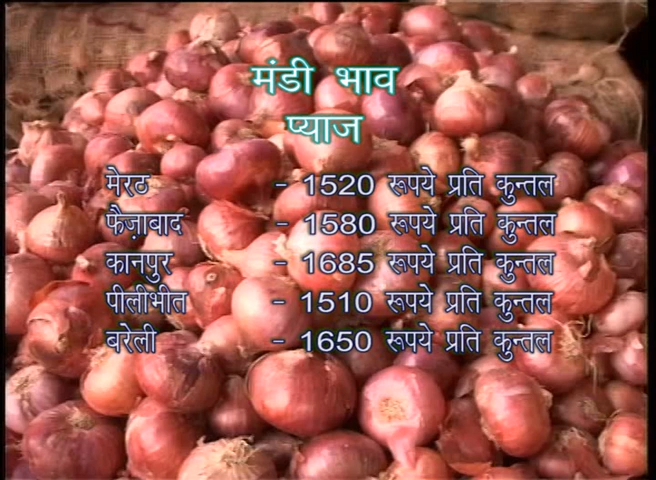 मंडी भाव
प्याज
मेरठ - 1520 रूपये प्रति कुन्तल
फैज़ाबाद - 1580 रूपये प्रति कुन्तल
कानपुर - 1685 रूपये प्रति कुन्तल
पीलीभीत - 1510 रूपये प्रति कुन्तल
बरेली - 1650 रूपये प्रति कुन्तल